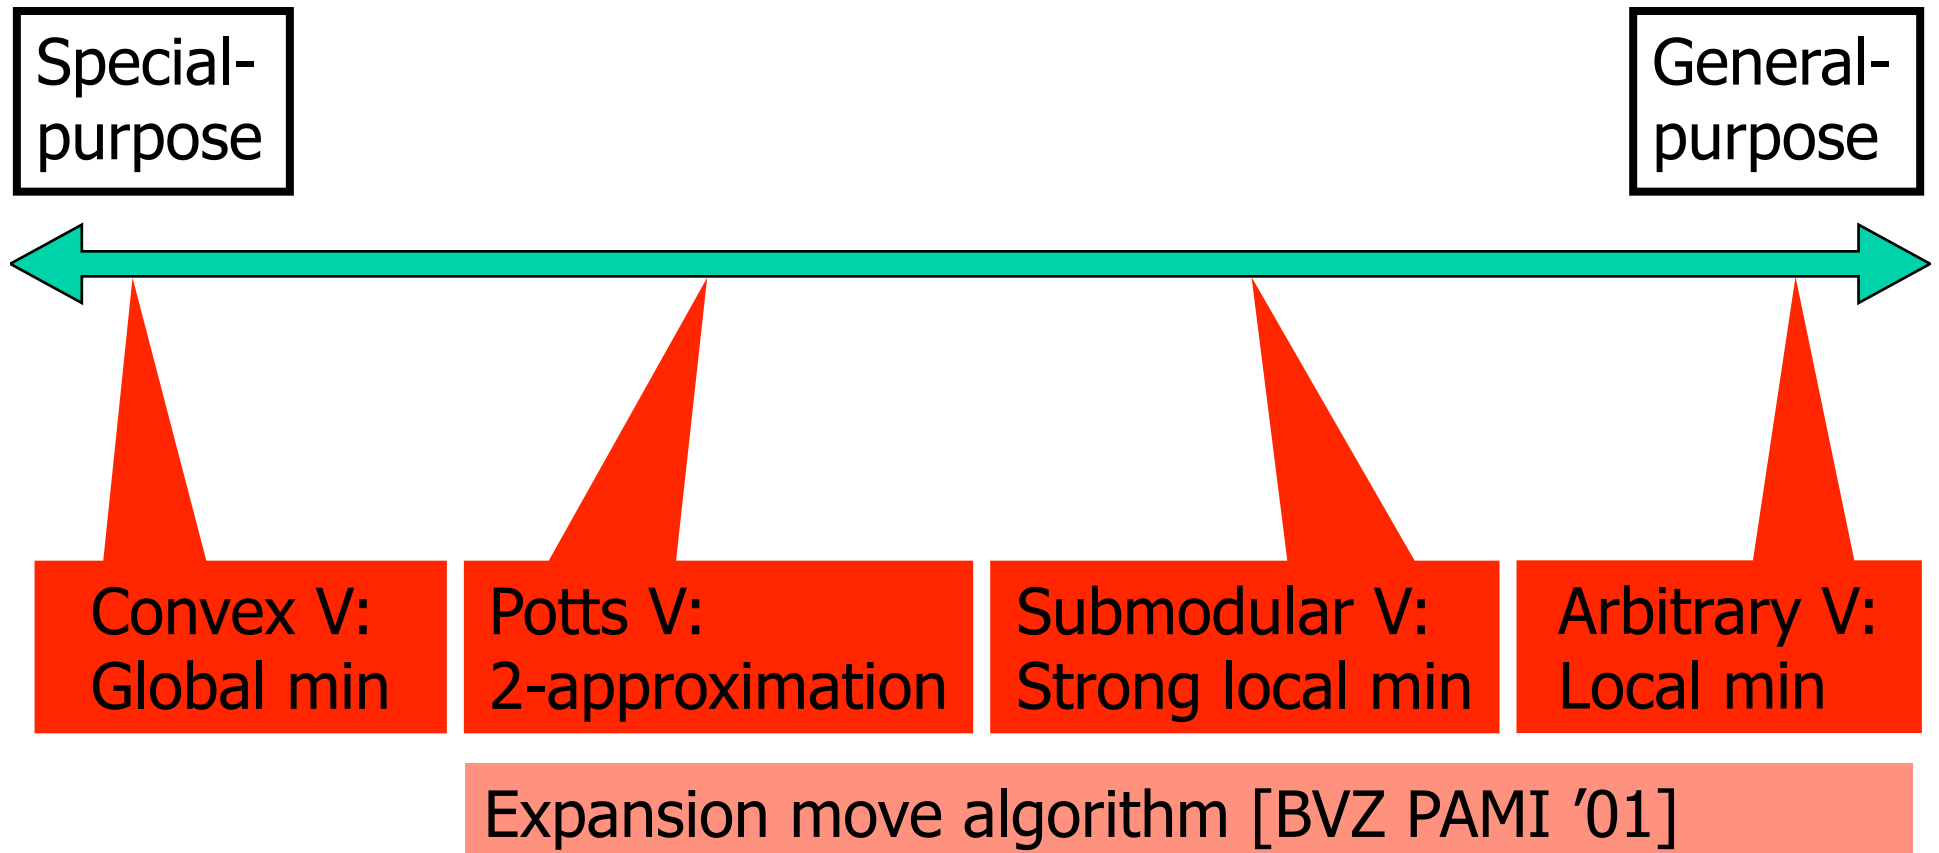 Special-
purpose
General-
purpose
Convex V:
Global min
Potts V:
2-approximation
Submodular V:
Strong local min
Arbitrary V:
Local min
Expansion move algorithm [BVZ PAMI ’01]